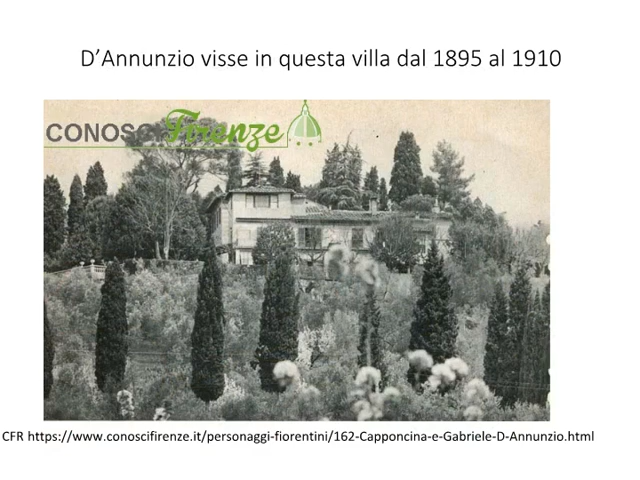 D’Annunzio visse in questa villa dal 1895 al 1910
CONOSCI Firenze
CFR https://www.conoscifirenze.it/personaggi-fiorentini/162-Capponcina-e-Gabriele-D-Annunzio.html